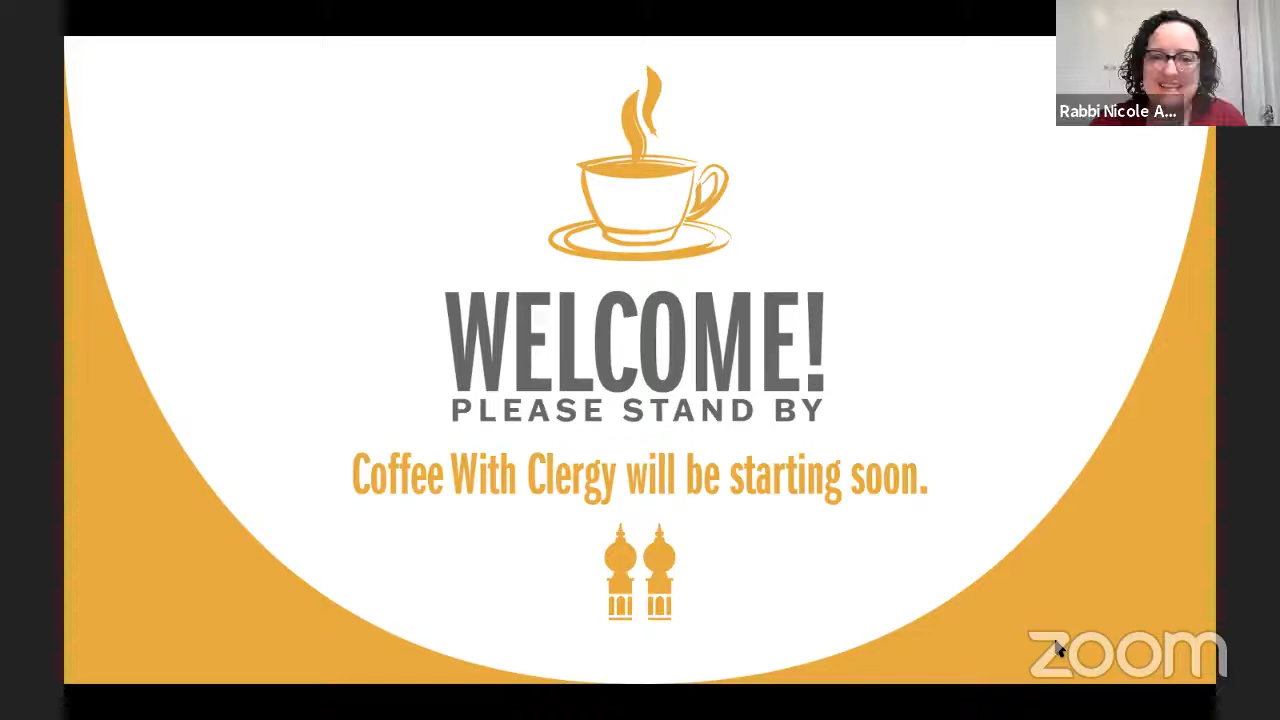 Rabbi Nicole A...
WELCOME!
PLEASE STAND BY
Coffee With Clergy will be starting soon.
zoom